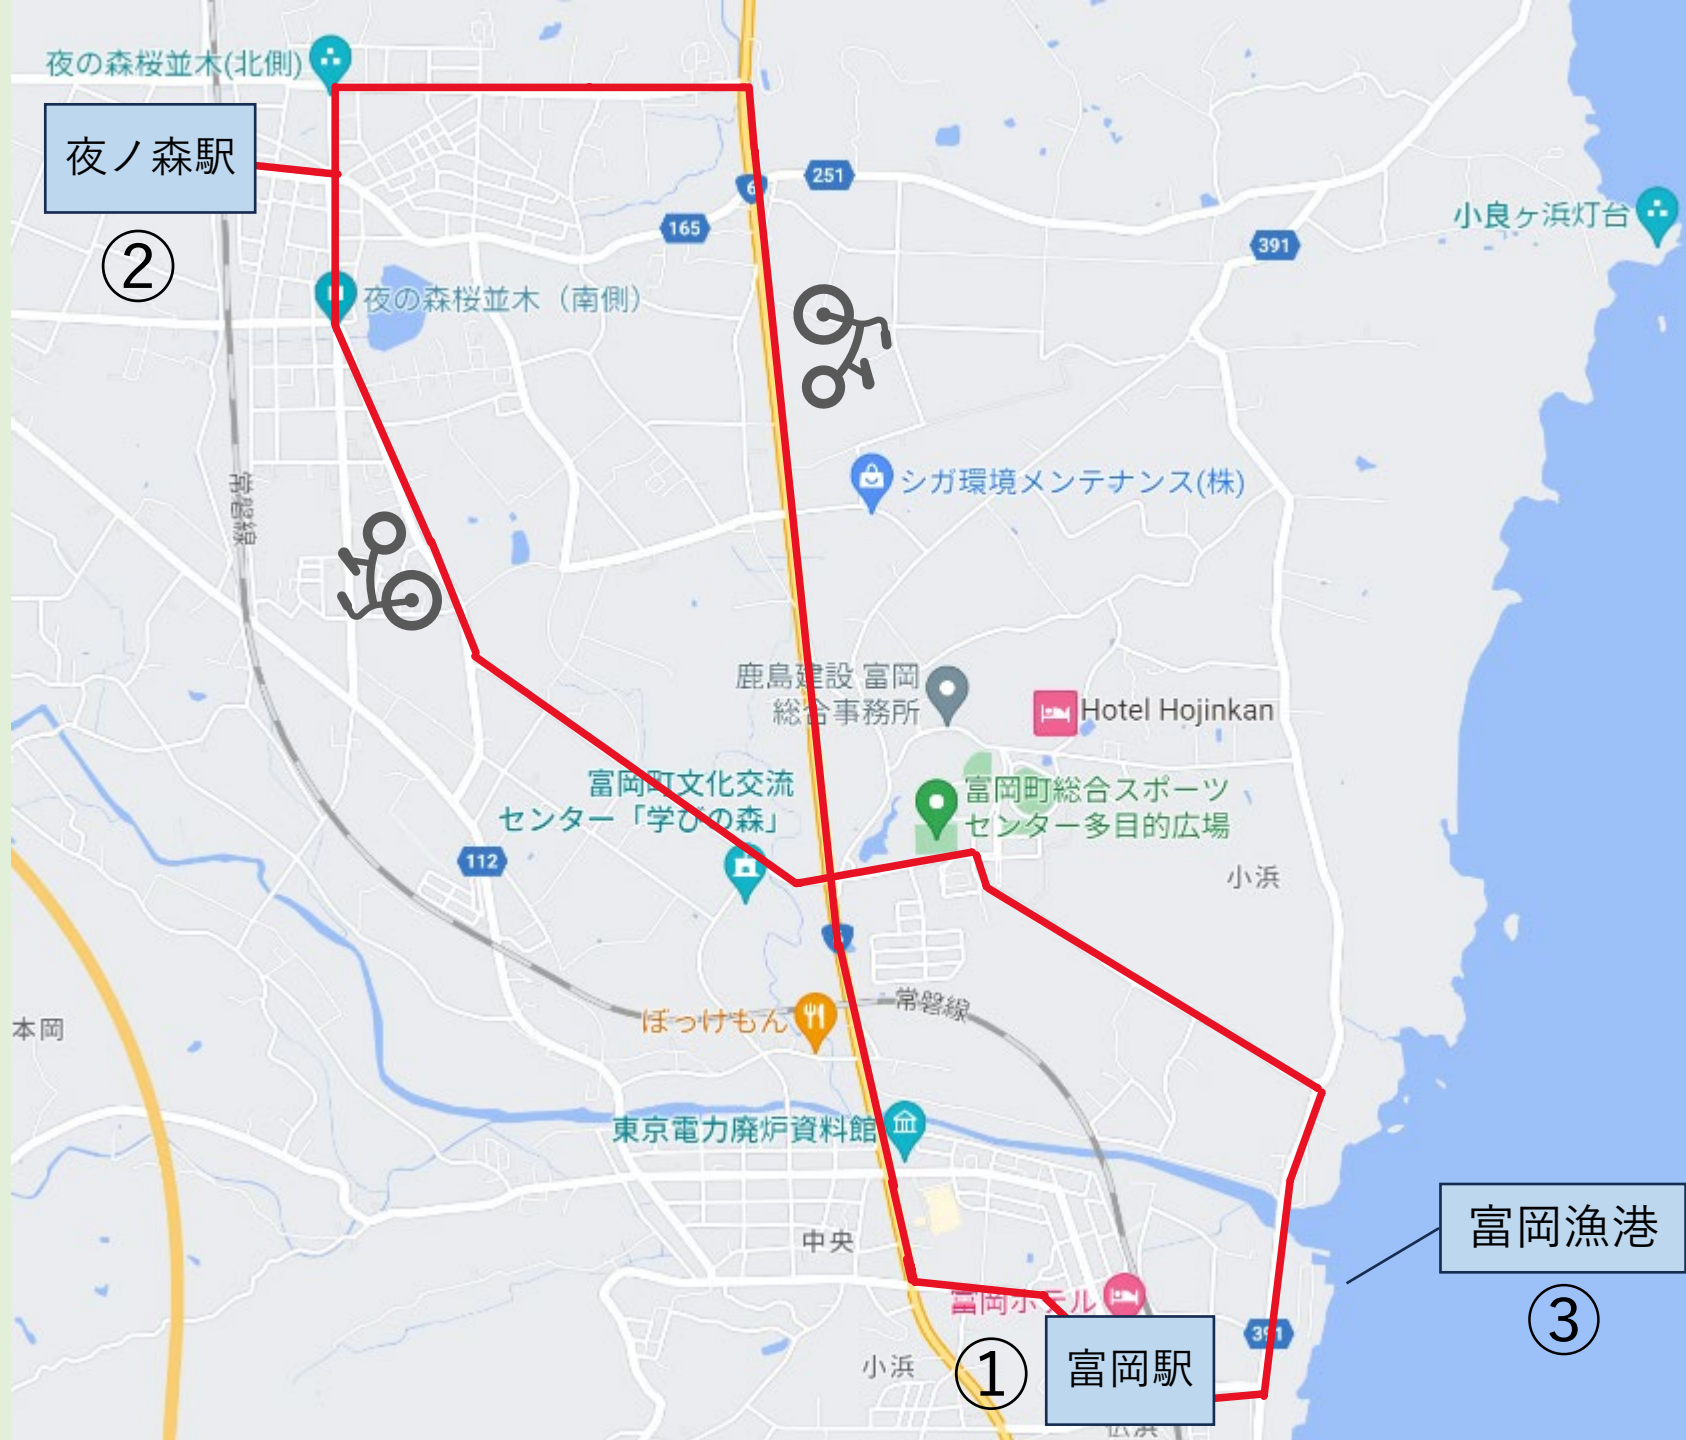 夜の森桜並木(北側)
夜ノ森駅
②
251
6
165
小良ヶ浜灯台
391
夜の森桜並木（南側）
常磐線
シガ環境メンテナンス(株)
鹿島建設 富岡
総合事務所
Hotel Hojinkan
富岡町文化交流
センター「学びの森」
富岡町総合スポーツ
センター多目的広場
112
小浜
本岡
常磐線
ぼっけもん
東京電力廃炉資料館
中央
富岡漁港
③
富岡ホテル
391
小浜
①
富岡駅
仏浜